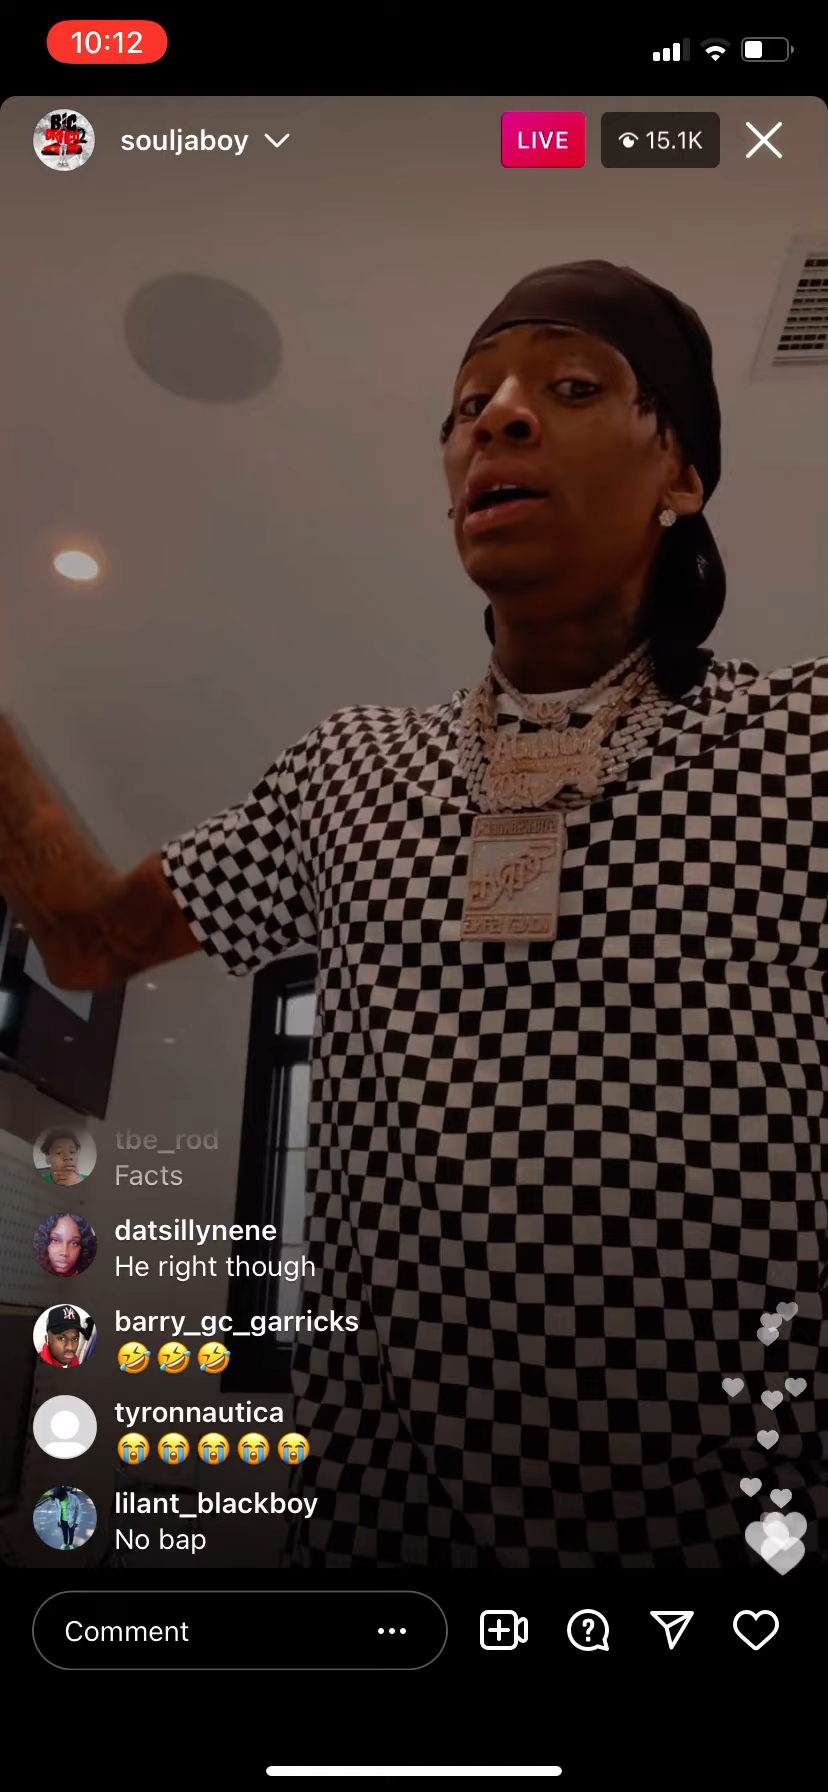 10:12
souljaboy
LIVE
15.1K
tbe_rod
Facts
datsillynene
He right though
barry_gc_garricks
🤣🤣🤣
tyronnautica
😭😭😭😭😭
lilant_blackboy
No bap
Comment